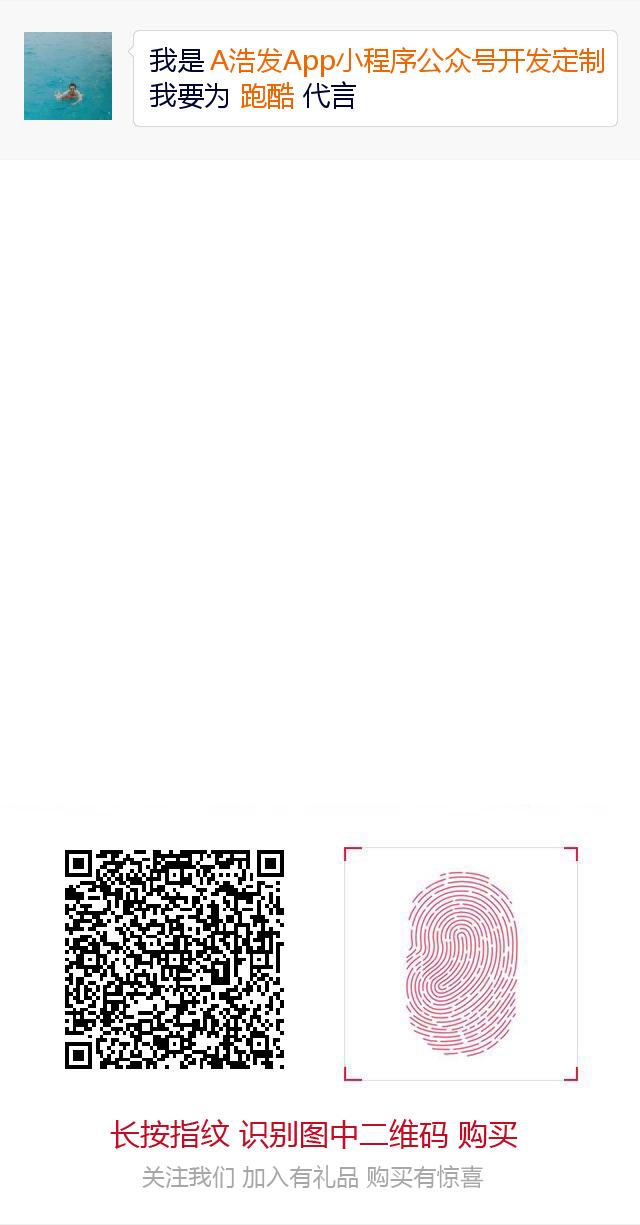 我是 A浩发App小程序公众号开发定制
我要为 跑酷 代言
长按指纹 识别图中二维码 购买
关注我们 加入有礼品 购买有惊喜